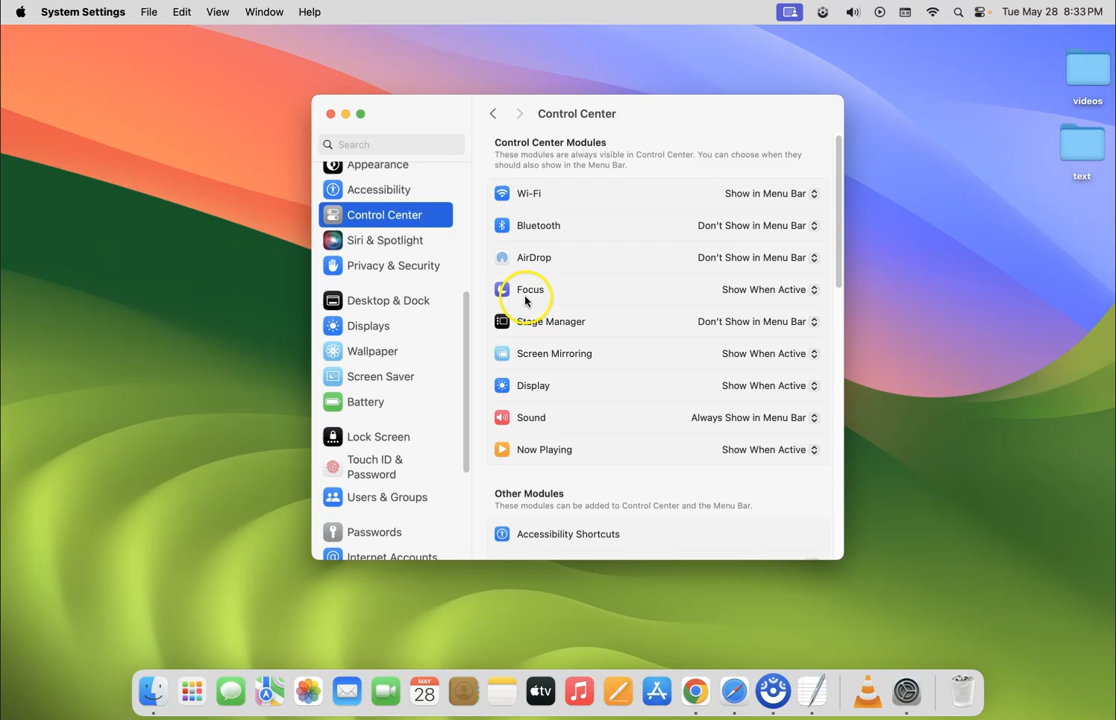 System Settings File Edit View Window Help Tue May 28 8:33 PM
videos
text
Search
Appearance
Accessibility
Control Center
Siri & Spotlight
Privacy & Security
Desktop & Dock
Displays
Wallpaper
Screen Saver
Battery
Lock Screen
Touch ID &
Password
Users & Groups
Passwords
Internet Accounts
Control Center
Control Center Modules
These modules are always visible in Control Center. You can choose when they
should also show in the Menu Bar.
Wi-Fi Show in Menu Bar
Bluetooth Don't Show in Menu Bar
AirDrop Don't Show in Menu Bar
Focus Show When Active
Stage Manager Don't Show in Menu Bar
Screen Mirroring Show When Active
Display Show When Active
Sound Always Show in Menu Bar
Now Playing Show When Active
Other Modules
These modules can be added to Control Center and the Menu Bar.
Accessibility Shortcuts
MAY
28
tv